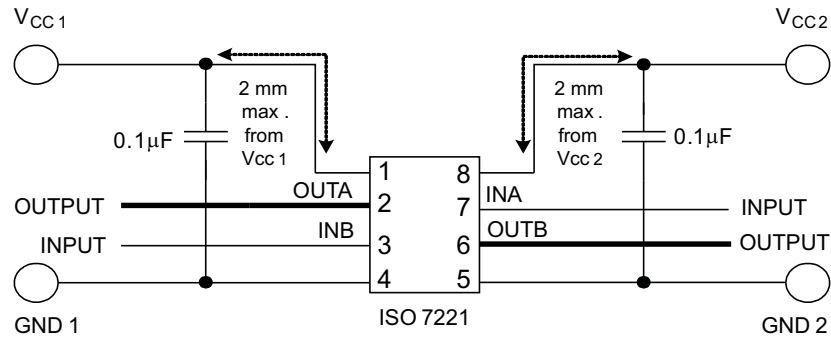 VCC 1
VCC 2
2 mm
max .
from
Vcc 1
2 mm
max .
from
Vcc 2
0.1µF
0.1µF
1
8
OUTA
INA
OUTPUT
2
7
INPUT
INB
OUTB
INPUT
3
6
OUTPUT
4
5
GND 1
ISO 7221
GND 2